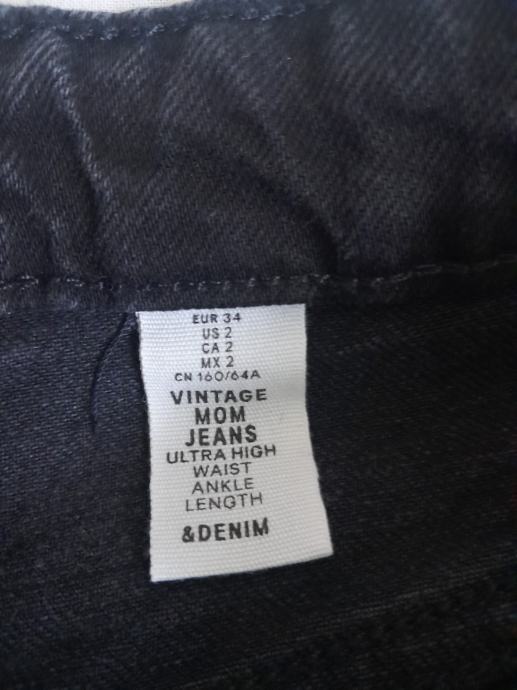 EUR 34
US 2
CA 2
MX 2
CN 160/64A
VINTAGE
MOM
JEANS
ULTRA HIGH
WAIST
ANKLE
LENGTH
&DENIM